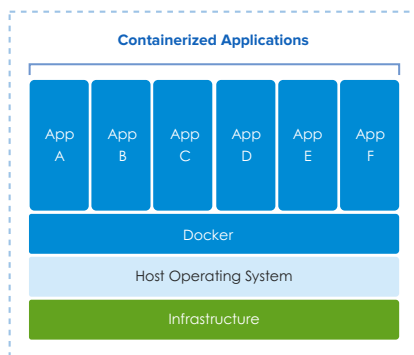 Containerized Applications
App
A
App
B
App
C
App
D
App
E
App
F
Docker
Host Operating System
Infrastructure